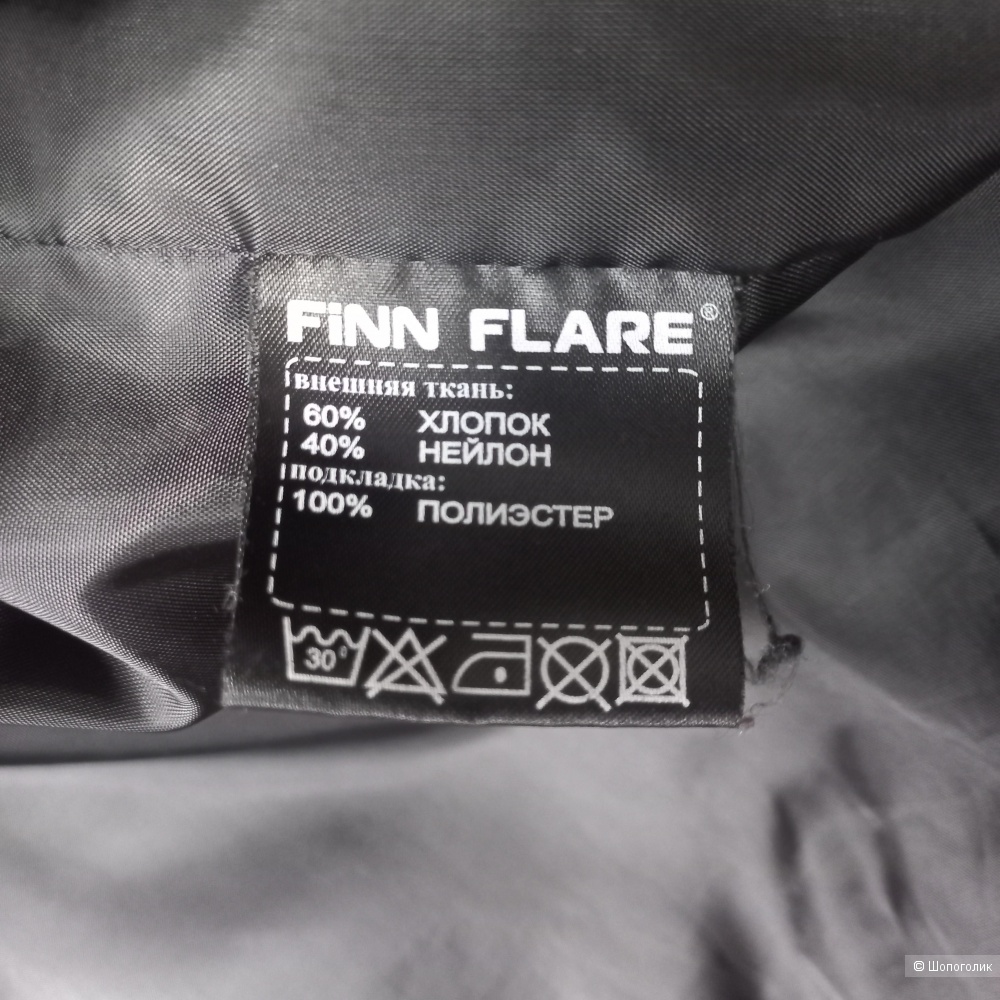 FiNN FLARE®
внешняя ткань:
60% ХЛОПОК
40% НЕЙЛОН
подкладка:
100% ПОЛИЭСТЕР
30°
© Шопоголик